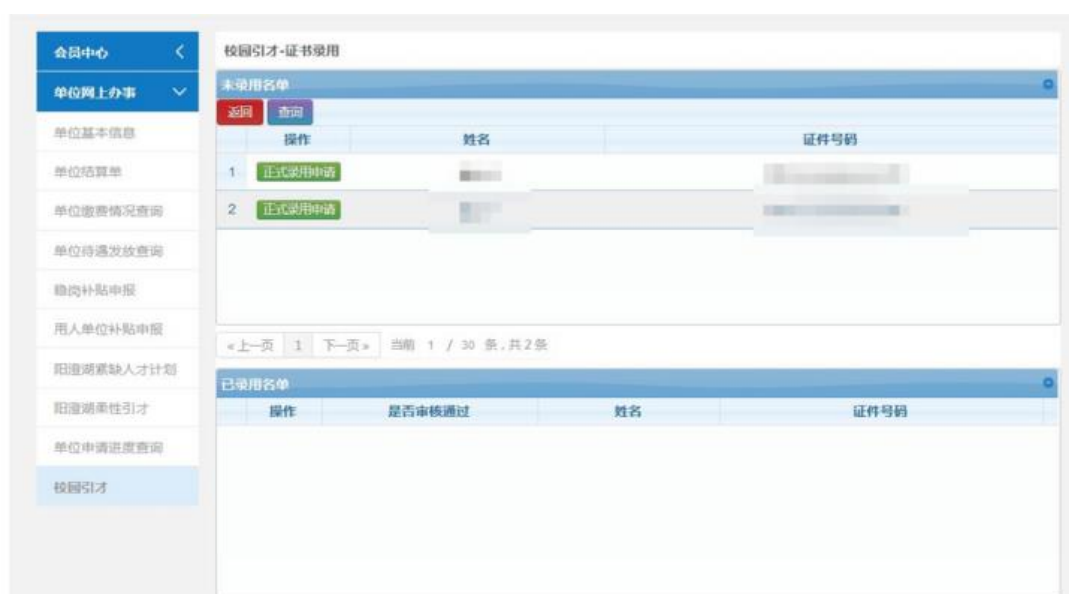 会员中心
单位网上办事
单位基本信息
单位结算单
单位缴费情况查询
单位待遇发放查询
稳岗补贴申报
用人单位补贴申报
阳澄湖紧缺人才计划
阳澄湖柔性引才
单位申请进度查询
校园引才
校园引才-证书录用
未录用名单
返回 查询
操作 姓名 证件号码
1 正式录用申请
2 正式录用申请
«上一页 1 下一页» 当前 1 / 30 条,共2条
已录用名单
操作 是否审核通过 姓名 证件号码